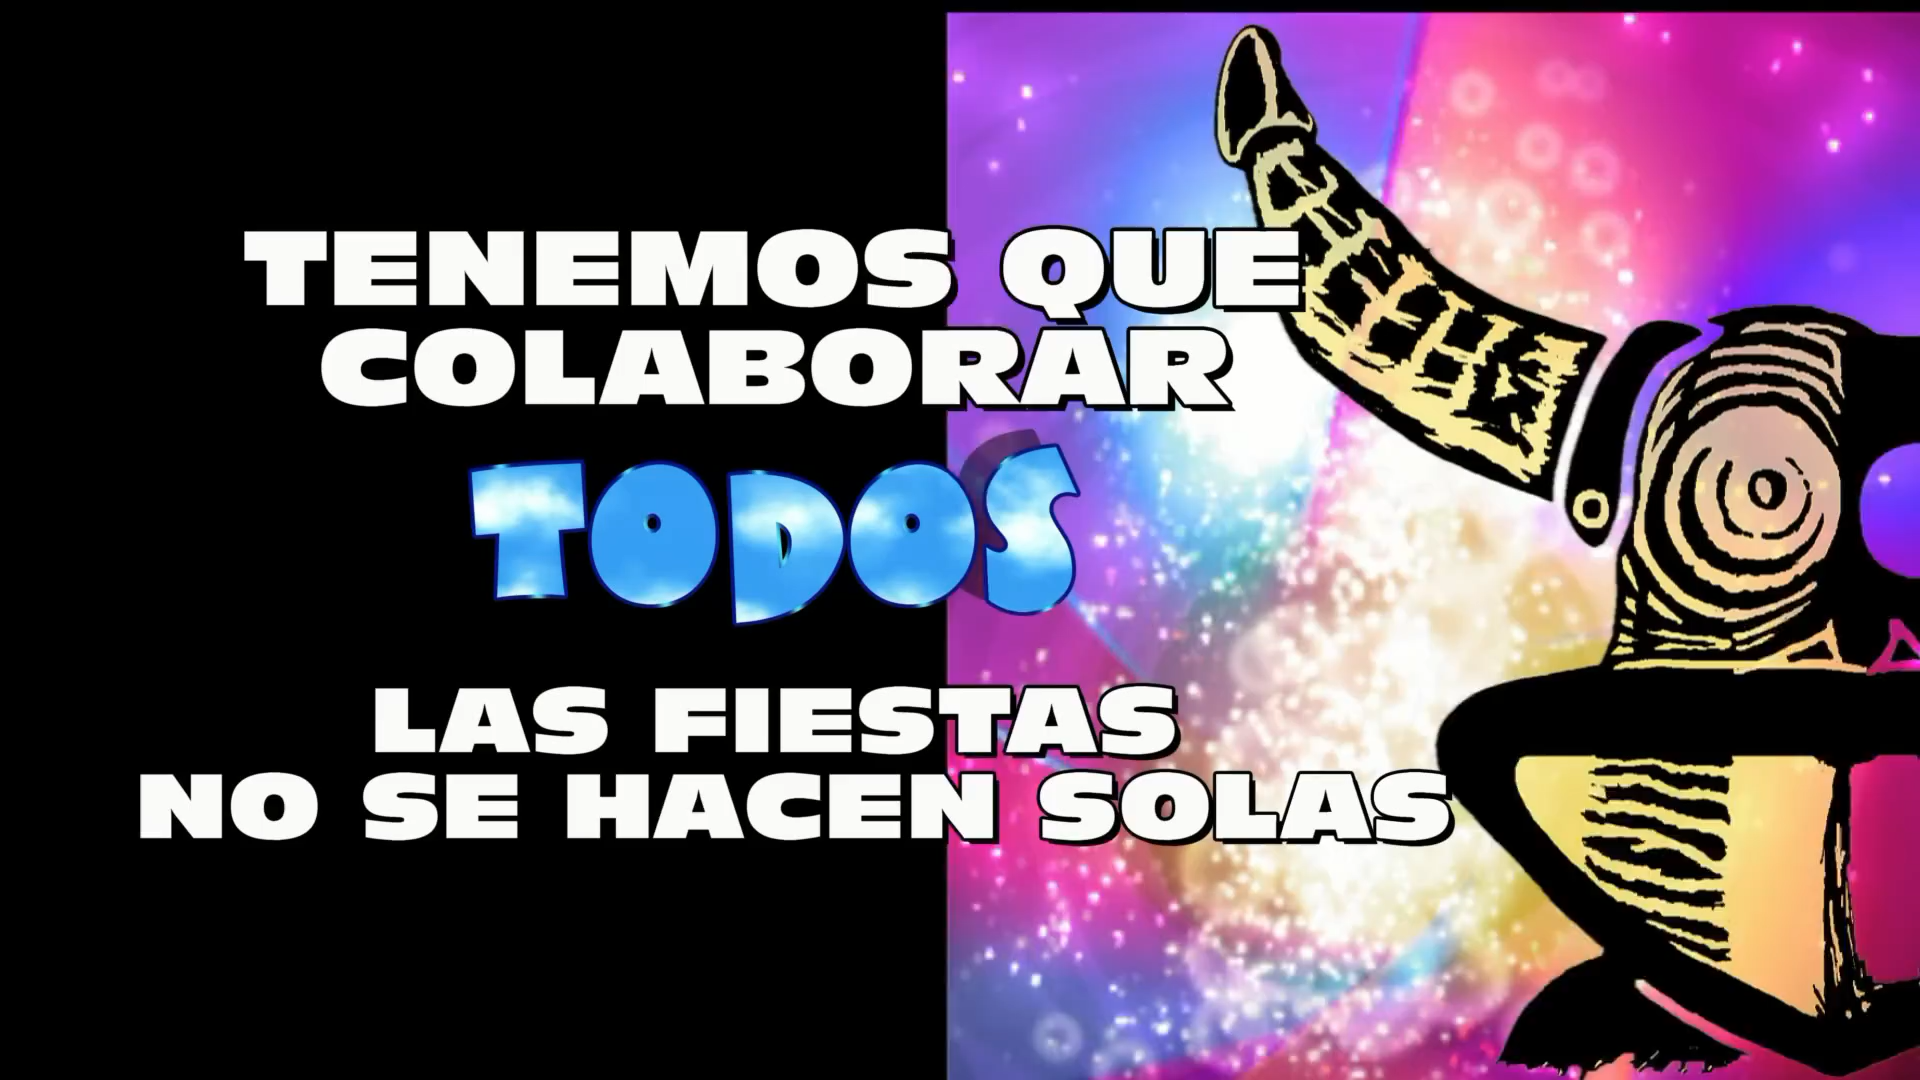 TENEMOS QUE
COLABORAR
TODOS
LAS FIESTAS
NO SE HACEN SOLAS